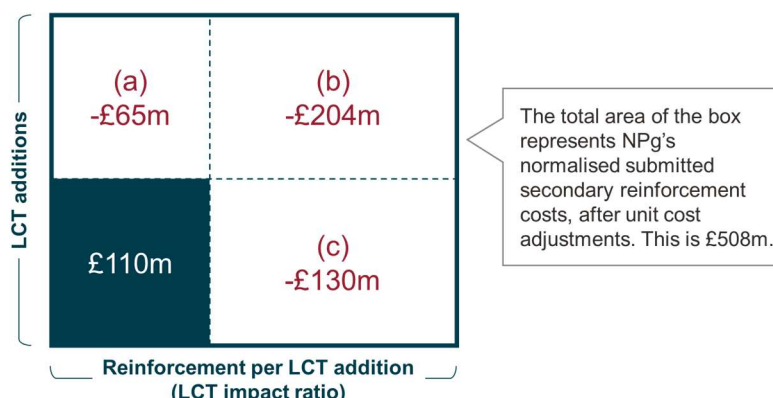 LCT additions
(a)
-£65m
(b)
-£204m
£110m
(c)
-£130m
Reinforcement per LCT addition
(LCT impact ratio)
The total area of the box
represents NPg's
normalised submitted
secondary reinforcement
costs, after unit cost
adjustments. This is £508m.